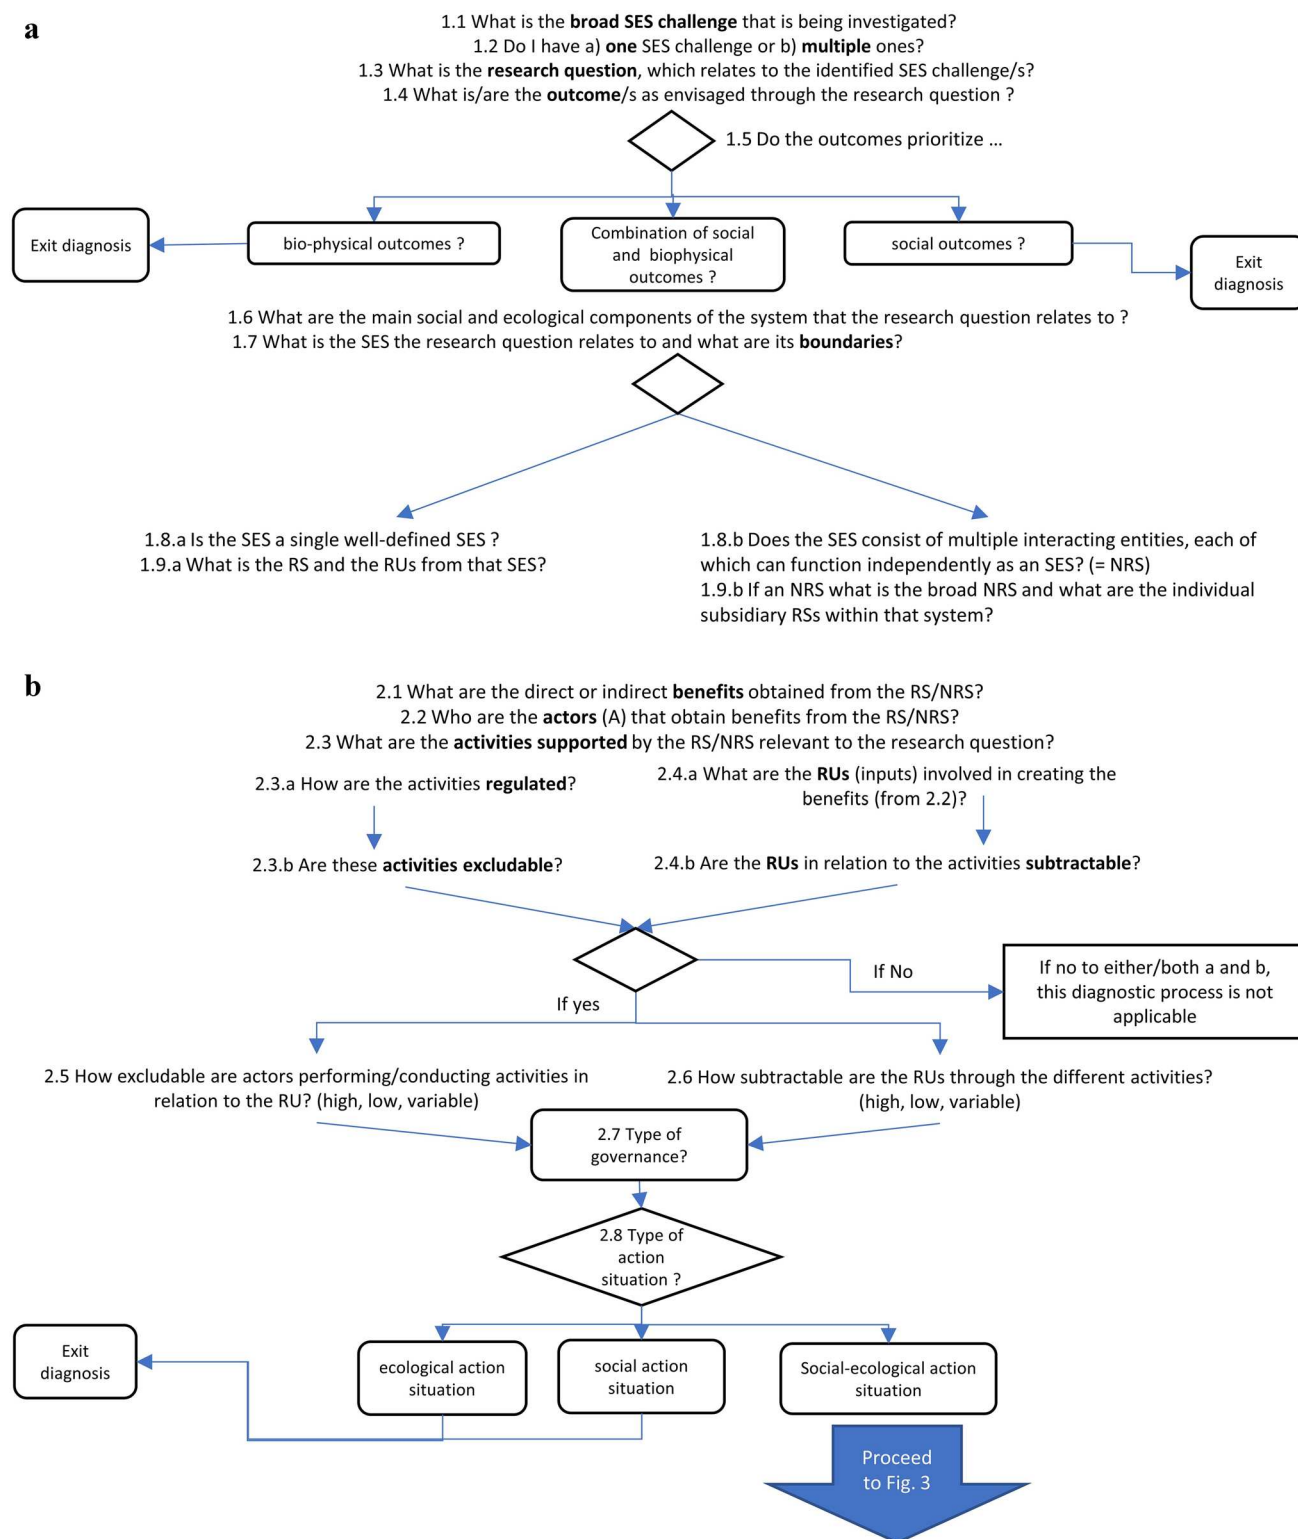 a
1.1 What is the broad SES challenge that is being investigated?
1.2 Do I have a) one SES challenge or b) multiple ones?
1.3 What is the research question, which relates to the identified SES challenge/s?
1.4 What is/are the outcome/s as envisaged through the research question ?
1.5 Do the outcomes prioritize ...
Exit diagnosis
bio-physical outcomes ?
Combination of social
and biophysical
outcomes ?
social outcomes ?
Exit
diagnosis
1.6 What are the main social and ecological components of the system that the research question relates to ?
1.7 What is the SES the research question relates to and what are its boundaries?
1.8.a Is the SES a single well-defined SES ?
1.9.a What is the RS and the RUs from that SES?
1.8.b Does the SES consist of multiple interacting entities, each of
which can function independently as an SES? (= NRS)
1.9.b If an NRS what is the broad NRS and what are the individual
subsidiary RSs within that system?
b
2.1 What are the direct or indirect benefits obtained from the RS/NRS?
2.2 Who are the actors (A) that obtain benefits from the RS/NRS?
2.3 What are the activities supported by the RS/NRS relevant to the research question?
2.3.a How are the activities regulated?
2.4.a What are the RUs (inputs) involved in creating the
benefits (from 2.2)?
2.3.b Are these activities excludable?
2.4.b Are the RUs in relation to the activities subtractable?
If No
If no to either/both a and b,
this diagnostic process is not
applicable
If yes
2.5 How excludable are actors performing/conducting activities in
relation to the RU? (high, low, variable)
2.6 How subtractable are the RUs through the different activities?
(high, low, variable)
2.7 Type of
governance?
2.8 Type of
action
situation ?
Exit
diagnosis
ecological action
situation
social action
situation
Social-ecological action
situation
Proceed
to Fig. 3